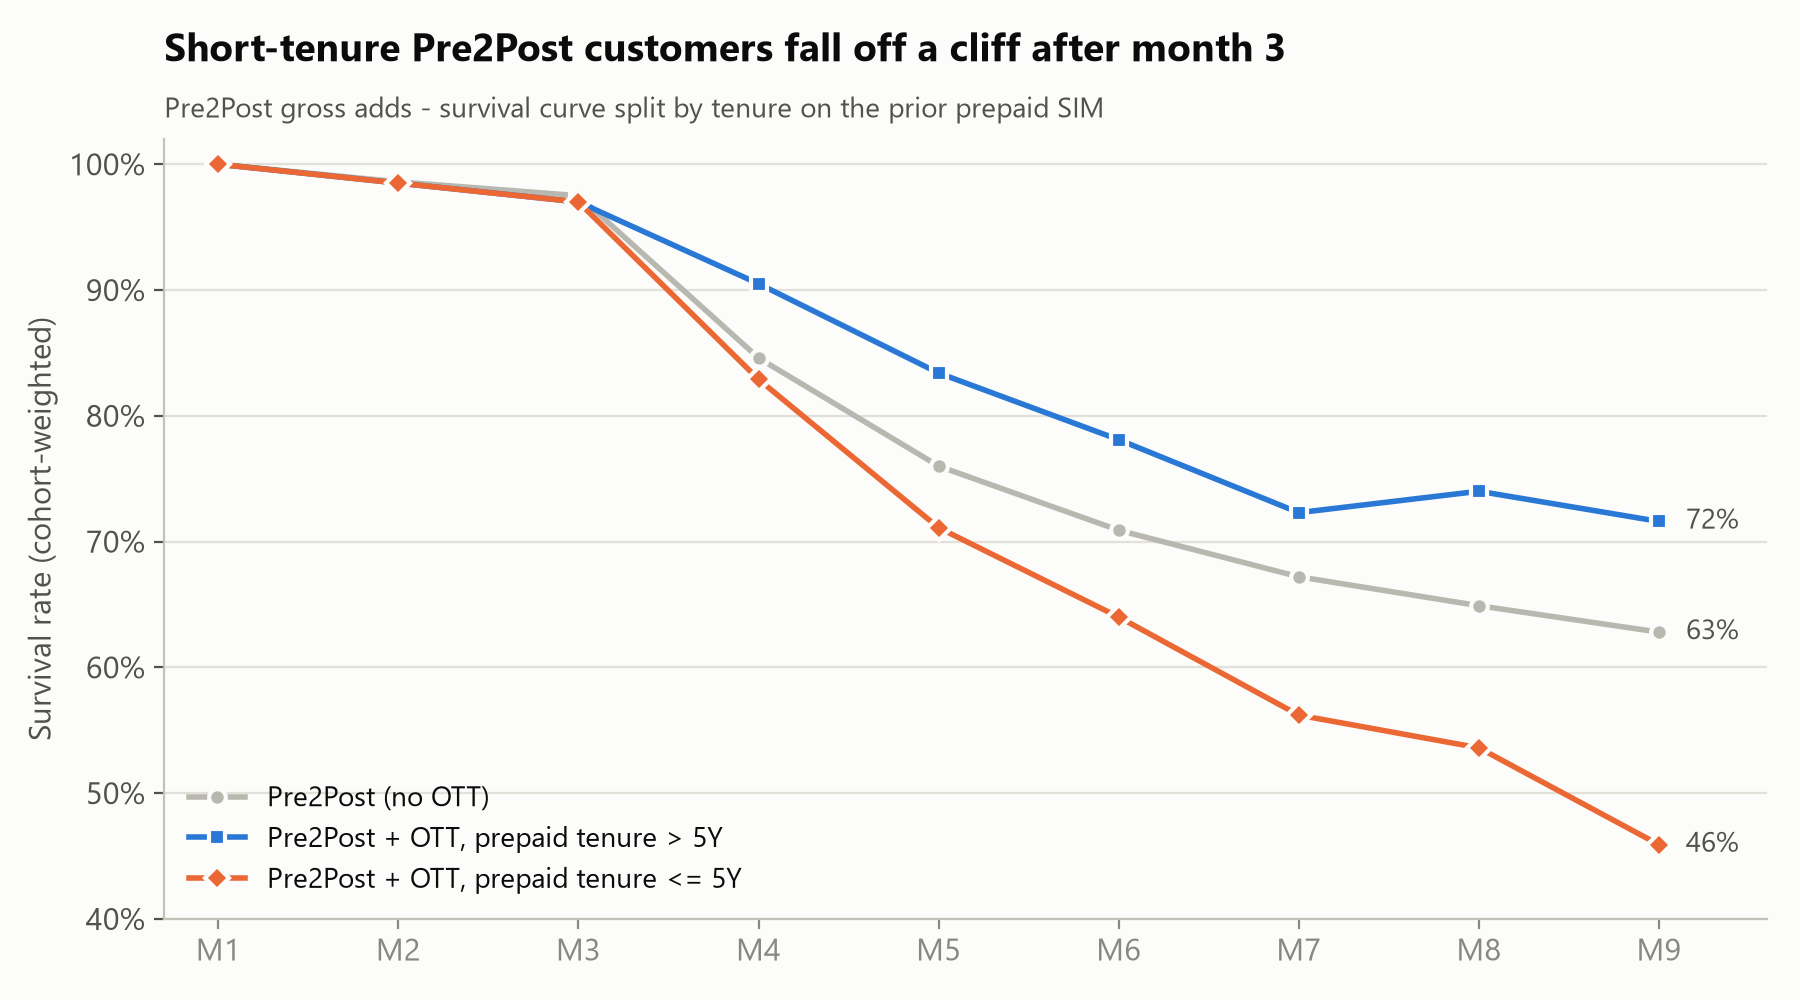 Short-tenure Pre2Post customers fall off a cliff after month 3
Pre2Post gross adds - survival curve split by tenure on the prior prepaid SIM
Survival rate (cohort-weighted)
100%
90%
80%
70%
60%
50%
40%
72%
63%
46%
Pre2Post (no OTT)
Pre2Post + OTT, prepaid tenure > 5Y
Pre2Post + OTT, prepaid tenure <= 5Y
M1 M2 M3 M4 M5 M6 M7 M8 M9